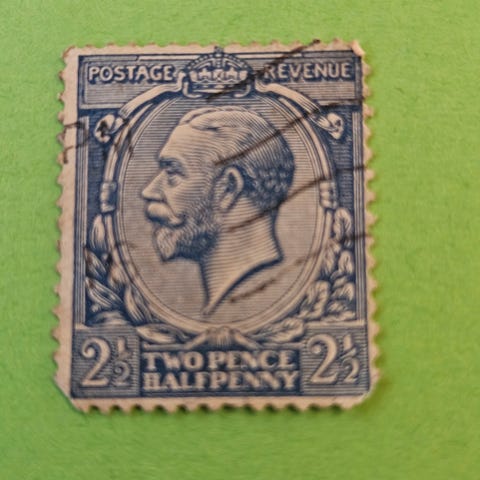 POSTAGE REVENUE
2½ TWO PENCE 2½
HALFPENNY